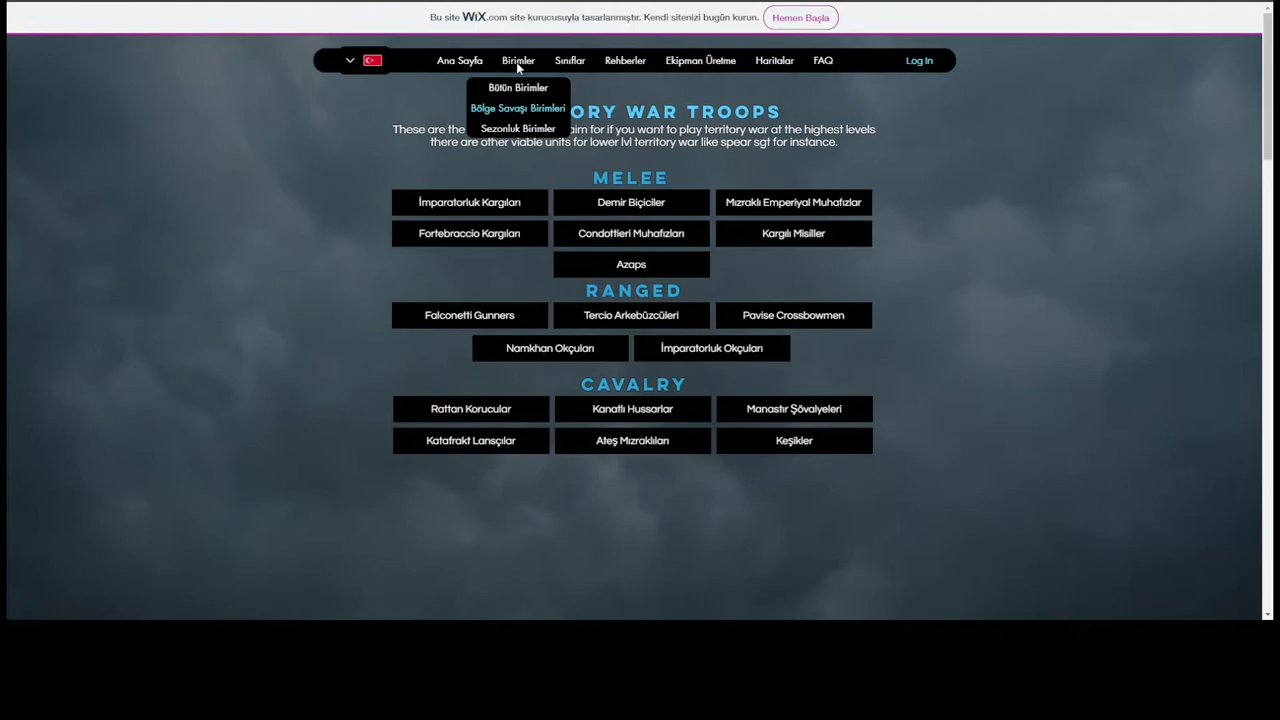 Bu site WiX.com site kurucusuyla tasarlanmıştır. Kendi sitenizi bugün kurun. Hemen Başla
Ana Sayfa Birimler Sınıflar Rehberler Ekipman Üretme Haritalar FAQ Log In
Bütün Birimler
Bölge Savaşı Birimleri
Sezonluk Birimler
ORY WAR TROOPS
These are the aim for if you want to play territory war at the highest levels
there are other viable units for lower lvl territory war like spear sgt for instance.
MELEE
İmparatorluk Kargıları Demir Biçiciler Mızraklı Emperiyal Muhafızlar
Fortebraccio Kargıları Condottieri Muhafızları Kargılı Misiller
Azaps
RANGED
Falconetti Gunners Tercio Arkebüzcüleri Pavise Crossbowmen
Namkhan Okçuları İmparatorluk Okçuları
CAVALRY
Rattan Korucular Kanatlı Hussarlar Manastır Şövalyeleri
Katafrakt Lansçılar Ateş Mızraklıları Keşikler